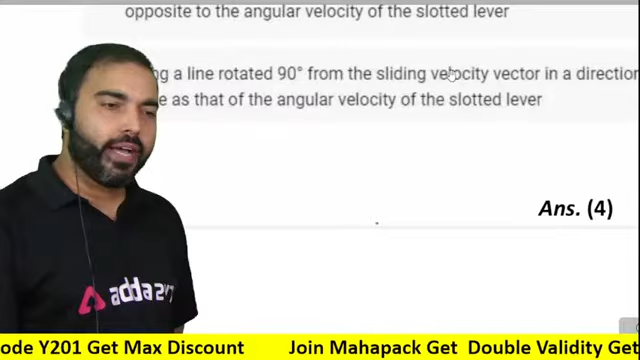 opposite to the angular velocity of the slotted lever
a line rotated 90° from the sliding velocity vector in a direction
as that of the angular velocity of the slotted lever
Ans. (4)
adda247
ode Y201 Get Max Discount Join Mahapack Get Double Validity Get